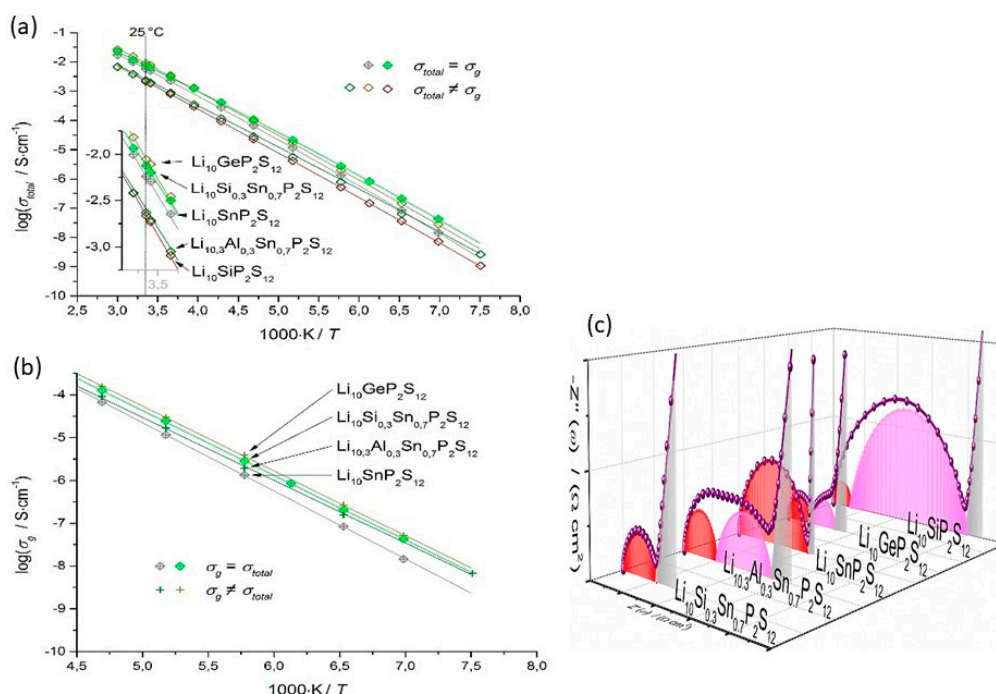 (a)
25 °C
-1
-2
-3
-4
-5
-6
-7
-8
-9
-10
log(σtotal / S·cm⁻¹)
σtotal = σg
σtotal ≠ σg
-2,0
-2,5
-3,0
3,5
Li10GeP2S12
Li10Si0,3Sn0,7P2S12
Li10SnP2S12
Li10,3Al0,3Sn0,7P2S12
Li10SiP2S12
2,0 2,5 3,0 3,5 4,0 4,5 5,0 5,5 6,0 6,5 7,0 7,5 8,0
1000·K / T
(b)
-4
-5
-6
-7
-8
-9
-10
log(σg / S·cm⁻¹)
Li10GeP2S12
Li10Si0,3Sn0,7P2S12
Li10,3Al0,3Sn0,7P2S12
Li10SnP2S12
σg = σtotal
σg ≠ σtotal
4,5 5,0 5,5 6,0 6,5 7,0 7,5 8,0
1000·K / T
(c)
-Z'' (ω) / (Ω cm²)
Li10SiP2S12
Li10GeP2S12
Li10SnP2S12
Li10.3Al0.3Sn0.7P2S12
Li10Si0.3Sn0.7P2S12